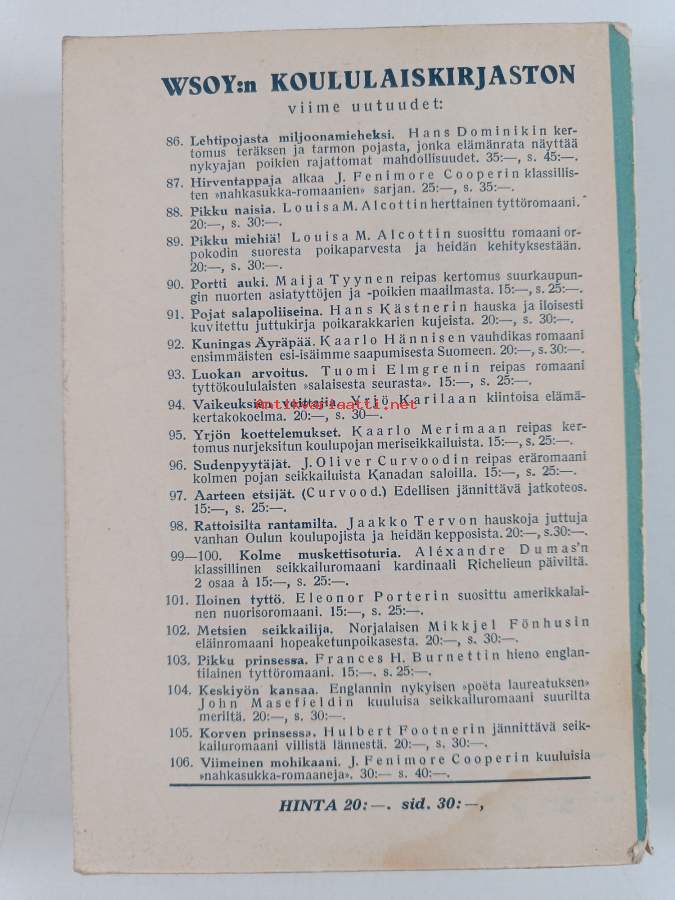 WSOY:n KOULULAISKIRJASTON
viime uutuudet:
86. Lehtipojasta miljoonamieheksi. Hans Dominikin ker-
tomus teräksen ja tarmon pojasta, jonka elämänrata näyttää
nykyajan poikien rajattomat mahdollisuudet. 35:—, s. 45:—.
87. Hirventappaja alkaa J. Fenimore Cooperin klassillis-
ten »nahkasukka-romaanien» sarjan. 25:—, s. 35:—.
88. Pikku naisia. Louisa M. Alcottin herttainen tyttöromaani.
20:—, s. 30:—.
89. Pikku miehiä! Louisa M. Alcottin suosittu romaani or-
pokodin suoresta poikaparvesta ja heidän kehityksestään.
20:—, s. 30:—.
90. Portti auki. Maija Tyynen reipas kertomus suurkaupun-
gin nuorten asiatyttöjen ja -poikien maailmasta. 15:—, s. 25:—.
91. Pojat salapoliiseina. Hans Kästnerin hauska ja iloisesti
kuvitettu juttukirja poikarakkarien kujeista. 20:—, s. 30:—.
92. Kuningas Äyräpää. Kaarlo Hännisen vauhdikas romaani
ensimmäisten esi-isäimme saapumisesta Suomeen. 20:—, s. 30:—.
93. Luokan arvoitus. Tuomi Elmgrenin reipas romaani
tyttökoululaisten »salaisesta seurasta». 15:—, s. 25:—.
94. Vaikeuksien voittajia. Yrjö Karilaan kiintoisa elämä-
Antikvariaatti.net
kertakokoelma. 20:—, s. 30—.
95. Yrjön koettelemukset. Kaarlo Merimaan reipas ker-
tomus nurjeksitun koulupojan meriseikkailuista. 15:—, s. 25:—.
96. Sudenpyytäjät. J. Oliver Curvoodin reipas eräromaani
kolmen pojan seikkailuista Kanadan saloilla. 15:—, s. 25:—.
97. Aarteen etsijät. (Curvood.) Edellisen jännittävä jatkoteos.
15:—, s. 25:—.
98. Rattoisilta rantamilta. Jaakko Tervon hauskoja juttuja
vanhan Oulun koulupojista ja heidän kepposista. 20:—, s. 30:—.
99—100. Kolme muskettisoturia. Aléxandre Dumas'n
klassillinen seikkailuromaani kardinaali Richelieun päiviltä.
2 osaa à 15:—, s. 25:—.
101. Iloinen tyttö. Eleonor Porterin suosittu amerikkalai-
nen nuorisoromaani. 15:—, s. 25:—.
102. Metsien seikkailija. Norjalaisen Mikkjel Fönhusin
eläinromaani hopeaketunpoikasesta. 20:—, s. 30:—.
103. Pikku prinsessa. Frances H. Burnettin hieno englan-
tilainen tyttöromaani. 15:—. s. 25:—.
104. Keskiyön kansaa. Englannin nykyisen »poëta laureatuksen»
John Masefieldin kuuluisa seikkailuromaani suurilta
meriltä. 20:—, s. 30:—.
105. Korven prinsessa. Hulbert Footnerin jännittävä seik-
kailuromaani villistä lännestä. 20:—, s. 30:—.
106. Viimeinen mohikaani. J. Fenimore Cooperin kuuluisia
»nahkasukka-romaaneja». 30:— s. 40:—.
HINTA 20:—. sid. 30:—,